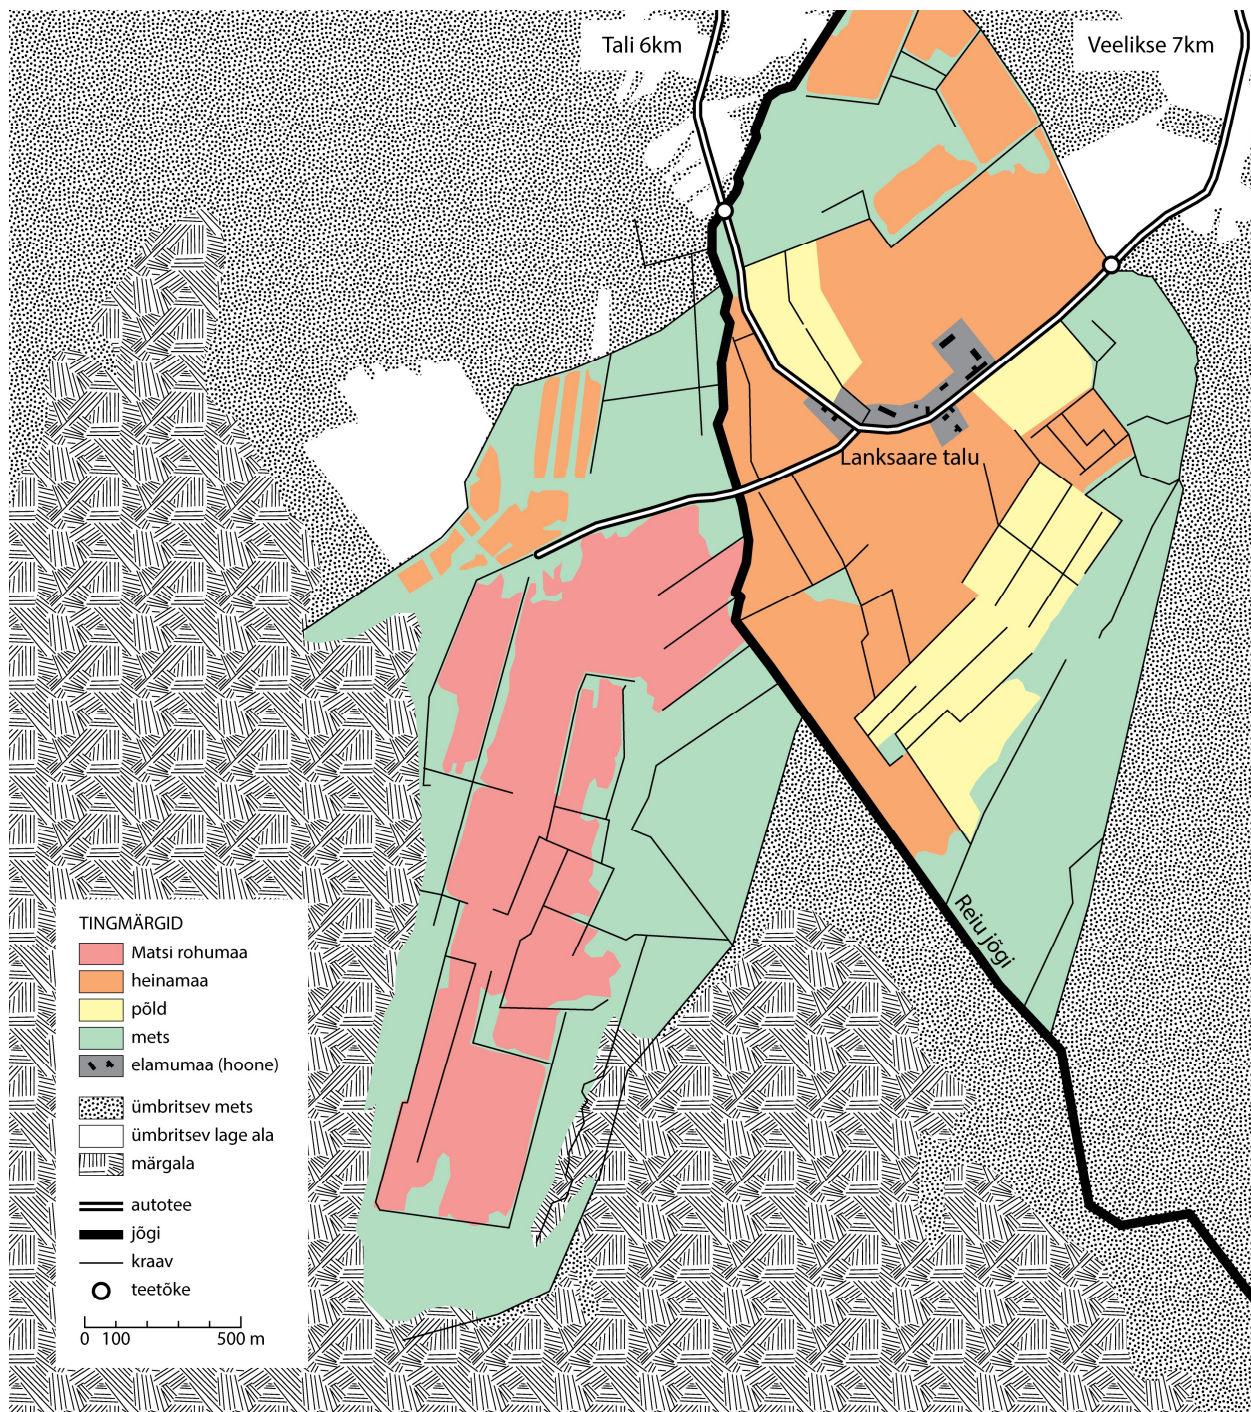 Tali 6km
Veelikse 7km
Lanksaare talu
Reiu jõgi
TINGMÄRGID
Matsi rohumaa
heinamaa
põld
mets
elamumaa (hoone)
ümbritsev mets
ümbritsev lage ala
märgala
autotee
jõgi
kraav
teetõke
0 100 500 m